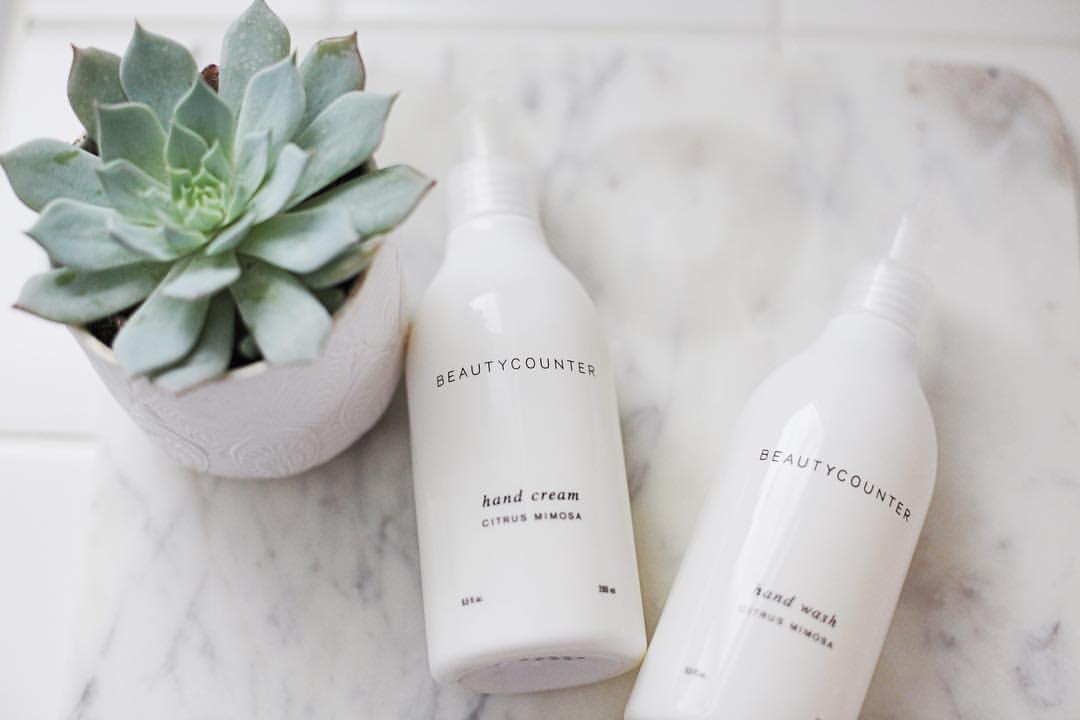 BEAUTYCOUNTER
hand cream
CITRUS MIMOSA
BEAUTYCOUNTER
hand wash
CITRUS MIMOSA